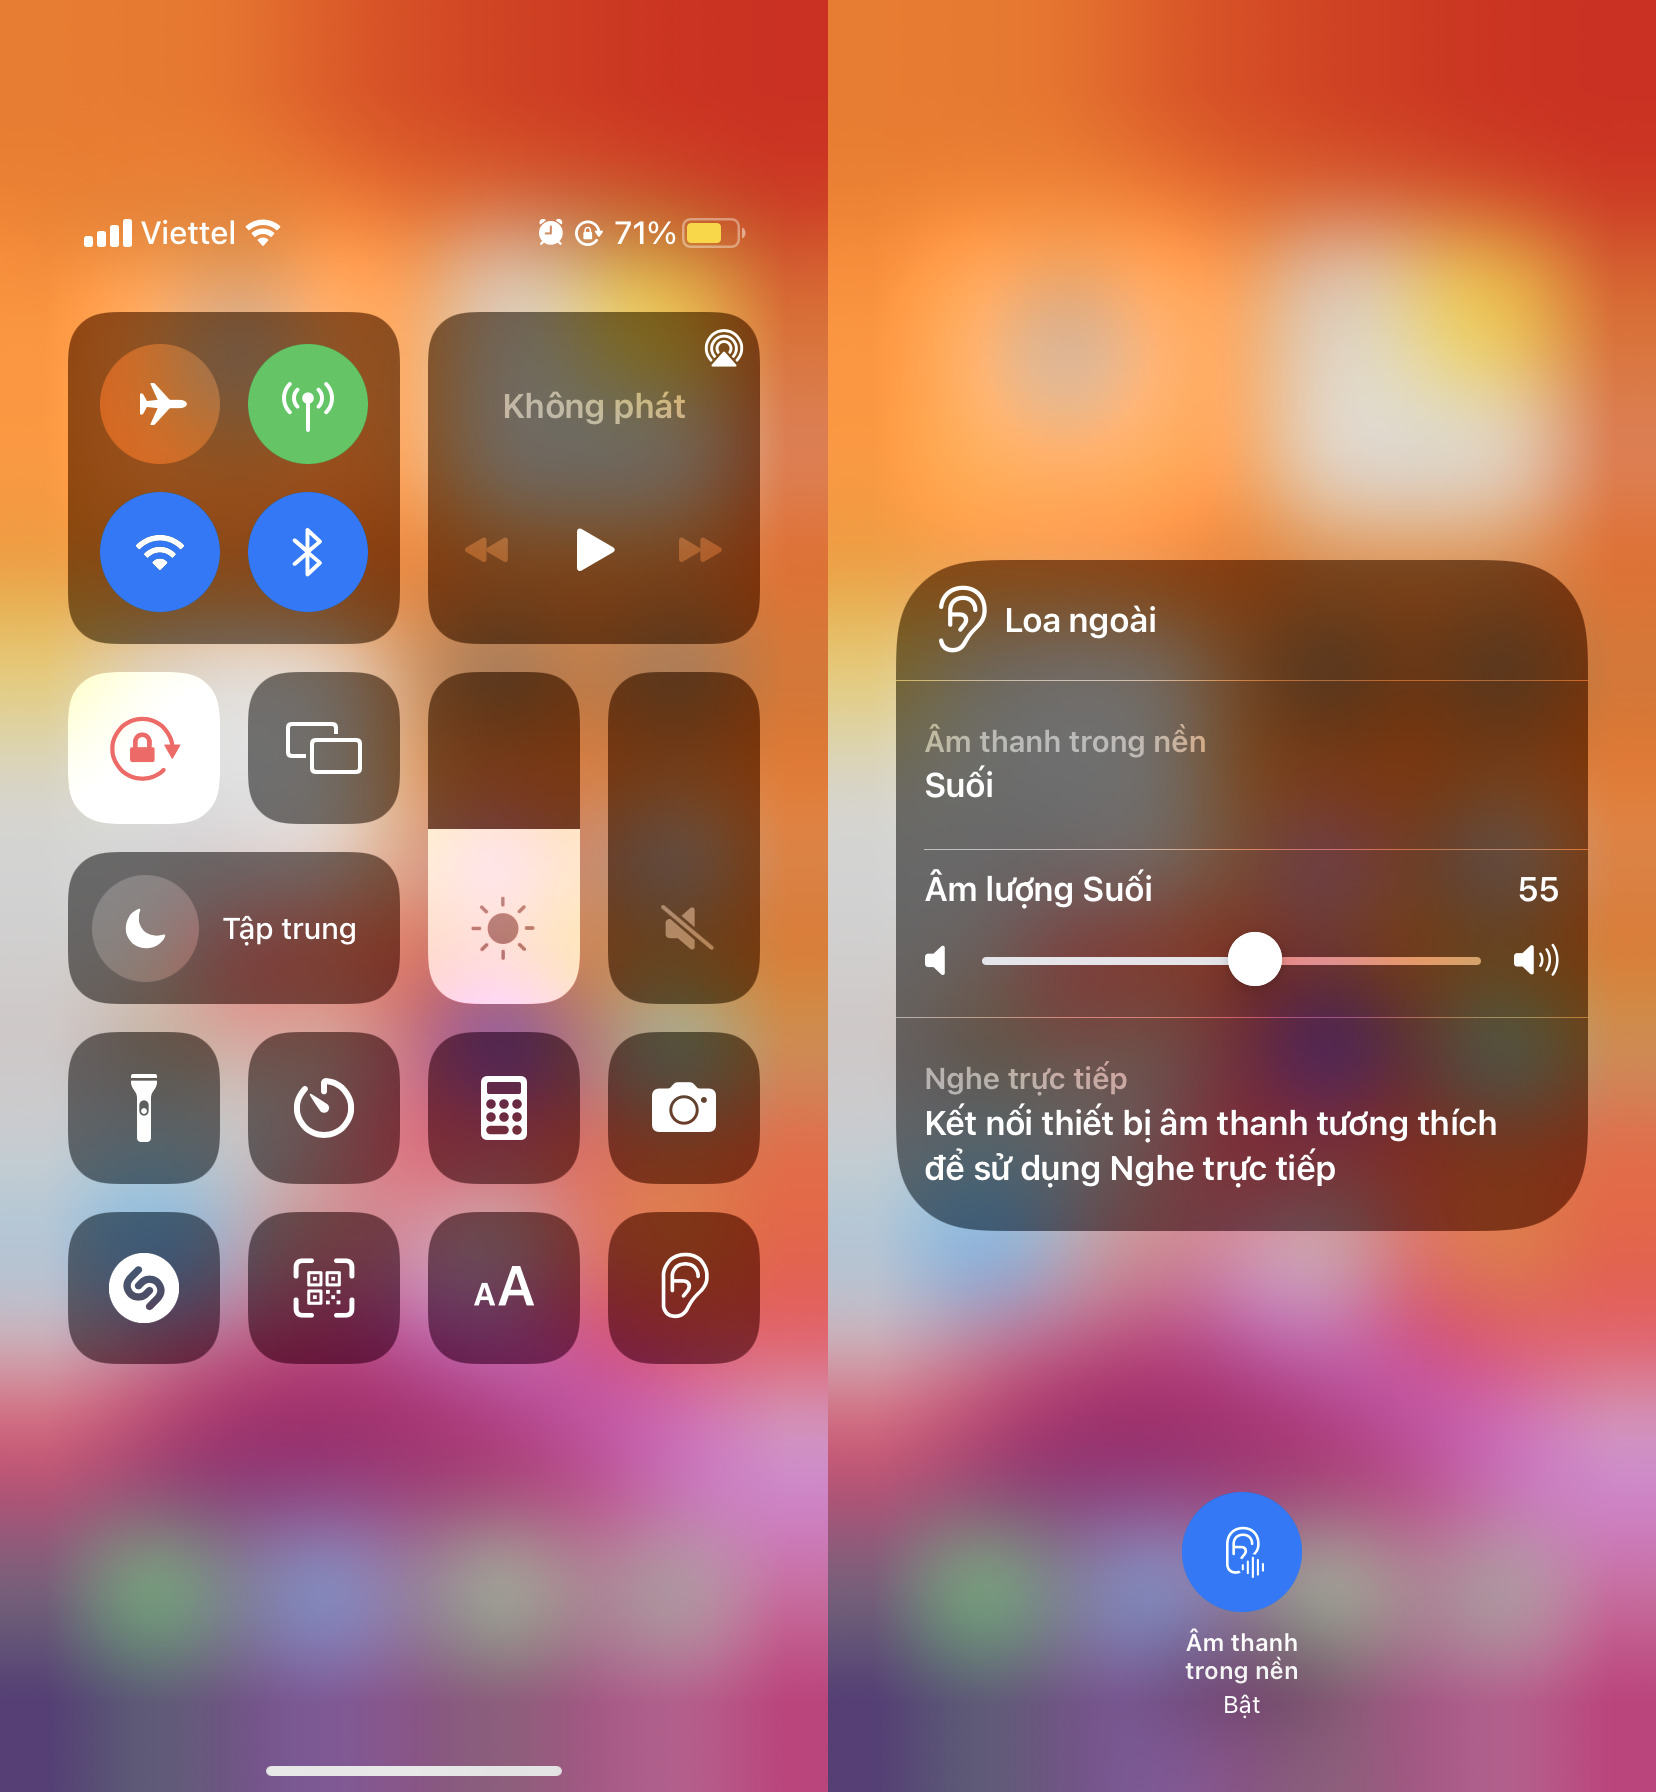 Viettel 71%
Không phát
Tập trung
AA
Loa ngoài
Âm thanh trong nền
Suối
Âm lượng Suối 55
Nghe trực tiếp
Kết nối thiết bị âm thanh tương thích
để sử dụng Nghe trực tiếp
Âm thanh
trong nền
Bật